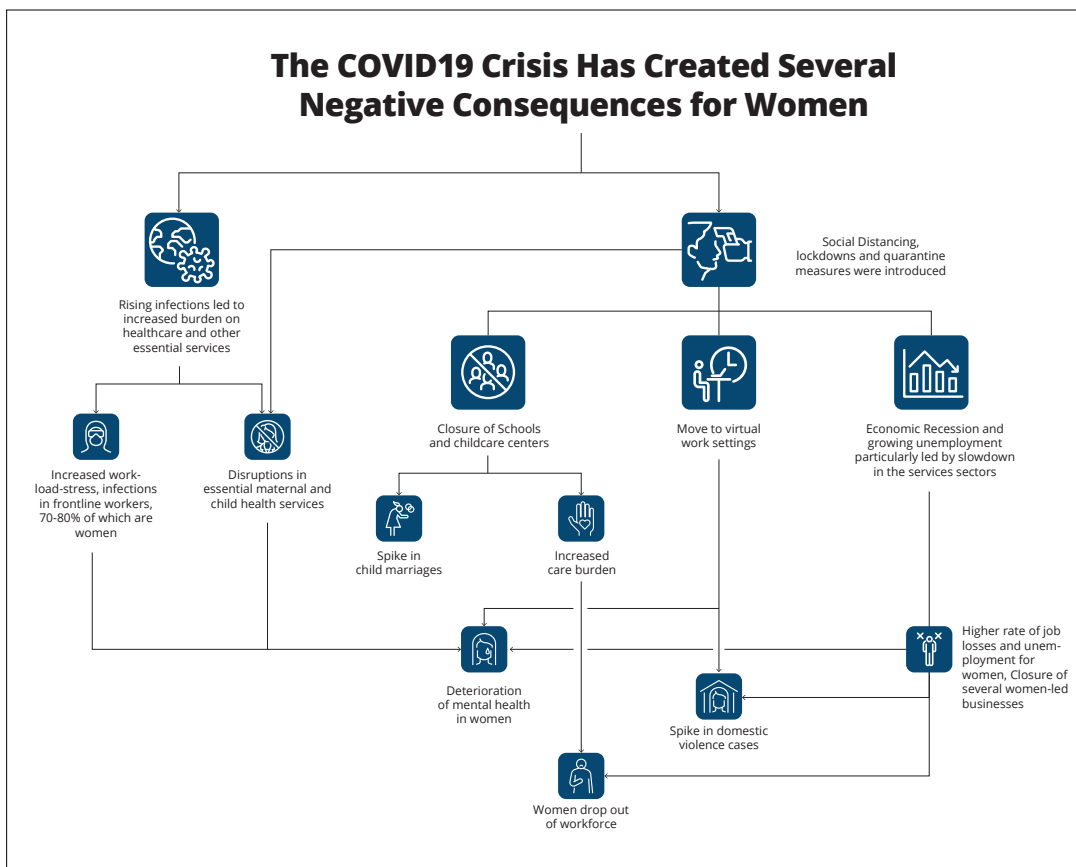 The COVID19 Crisis Has Created Several
Negative Consequences for Women
Social Distancing,
lockdowns and quarantine
measures were introduced
Rising infections led to
increased burden on
healthcare and other
essential services
Closure of Schools
and childcare centers
Move to virtual
work settings
Economic Recession and
growing unemployment
particularly led by slowdown
in the services sectors
Increased work-
load-stress, infections
in frontline workers,
70-80% of which are
women
Disruptions in
essential maternal and
child health services
Spike in
child marriages
Increased
care burden
Higher rate of job
losses and unem-
ployment for
women, Closure of
several women-led
businesses
Deterioration
of mental health
in women
Spike in domestic
violence cases
Women drop out
of workforce